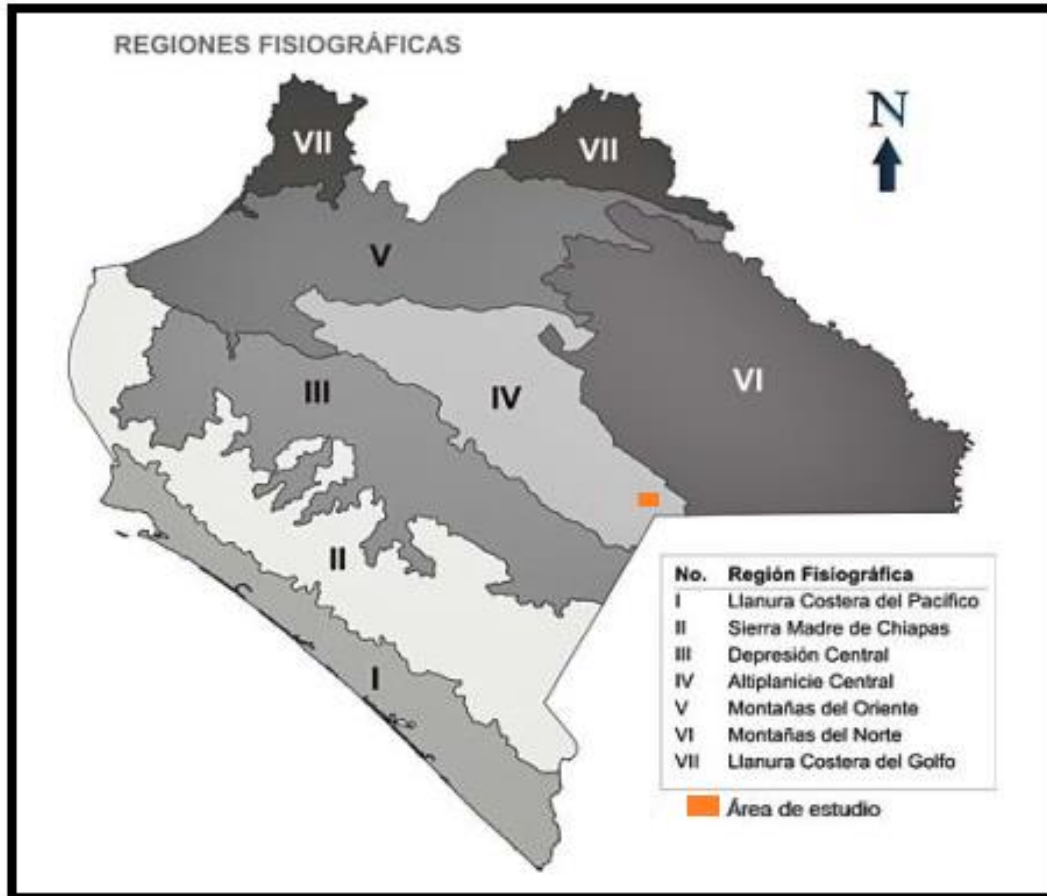 REGIONES FISIOGRÁFICAS
N
VII
VII
V
VI
IV
III
II
I
No. Región Fisiográfica
I Llanura Costera del Pacífico
II Sierra Madre de Chiapas
III Depresión Central
IV Altiplanicie Central
V Montañas del Oriente
VI Montañas del Norte
VII Llanura Costera del Golfo
Área de estudio